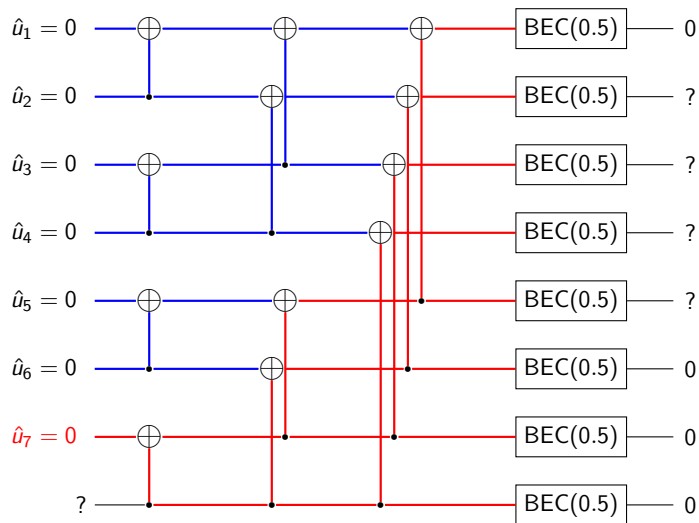 û₁ = 0 BEC(0.5) 0
û₂ = 0 BEC(0.5) ?
û₃ = 0 BEC(0.5) ?
û₄ = 0 BEC(0.5) ?
û₅ = 0 BEC(0.5) ?
û₆ = 0 BEC(0.5) 0
û₇ = 0 BEC(0.5) 0
? BEC(0.5) 0